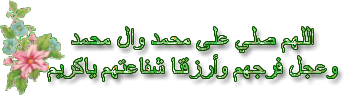 اللهم صلي على محمد وال محمد
وعجل فرجهم وأرزقنا شفاعتهم ياكريم